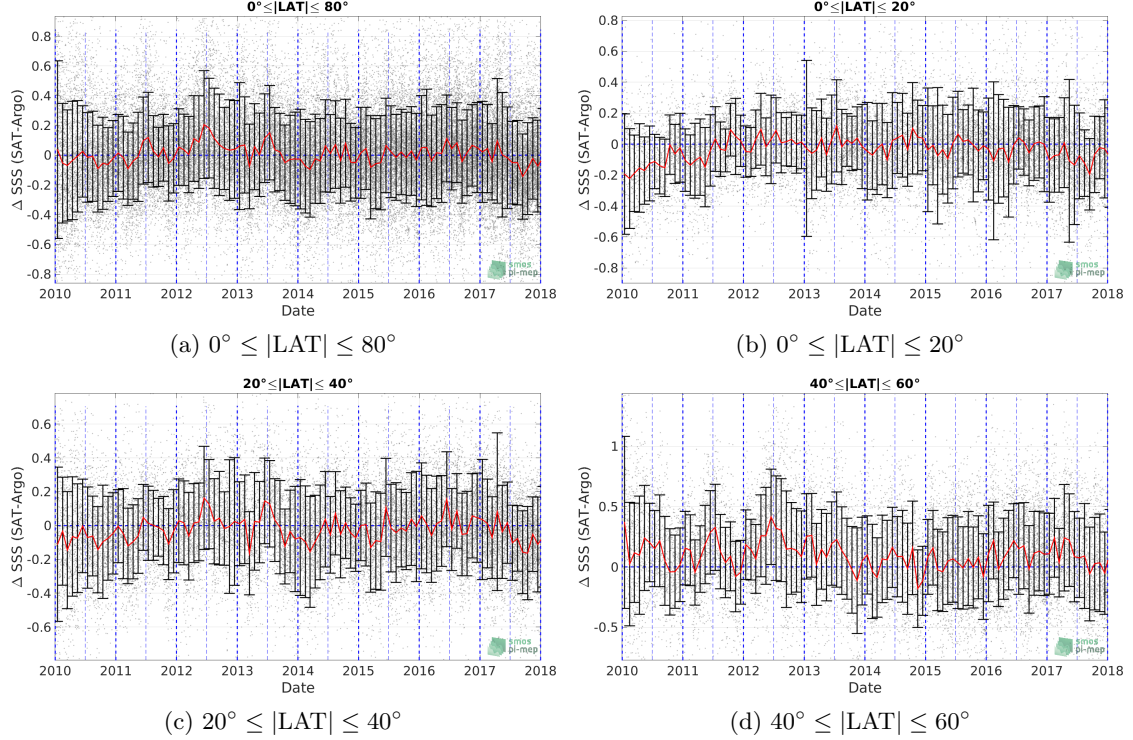 0°≤|LAT|≤ 80°
0.8
0.6
0.4
0.2
0
-0.2
-0.4
-0.6
-0.8
Δ SSS (SAT-Argo)
2010 2011 2012 2013 2014 2015 2016 2017 2018
Date
smos
pi-mep
(a) 0° ≤ |LAT| ≤ 80°
0°≤|LAT|≤ 20°
0.8
0.6
0.4
0.2
0
-0.2
-0.4
-0.6
-0.8
Δ SSS (SAT-Argo)
2010 2011 2012 2013 2014 2015 2016 2017 2018
Date
smos
pi-mep
(b) 0° ≤ |LAT| ≤ 20°
20°≤|LAT|≤ 40°
0.6
0.4
0.2
0
-0.2
-0.4
-0.6
Δ SSS (SAT-Argo)
2010 2011 2012 2013 2014 2015 2016 2017 2018
Date
smos
pi-mep
(c) 20° ≤ |LAT| ≤ 40°
40°≤|LAT|≤ 60°
1
0.5
0
-0.5
Δ SSS (SAT-Argo)
2010 2011 2012 2013 2014 2015 2016 2017 2018
Date
smos
pi-mep
(d) 40° ≤ |LAT| ≤ 60°